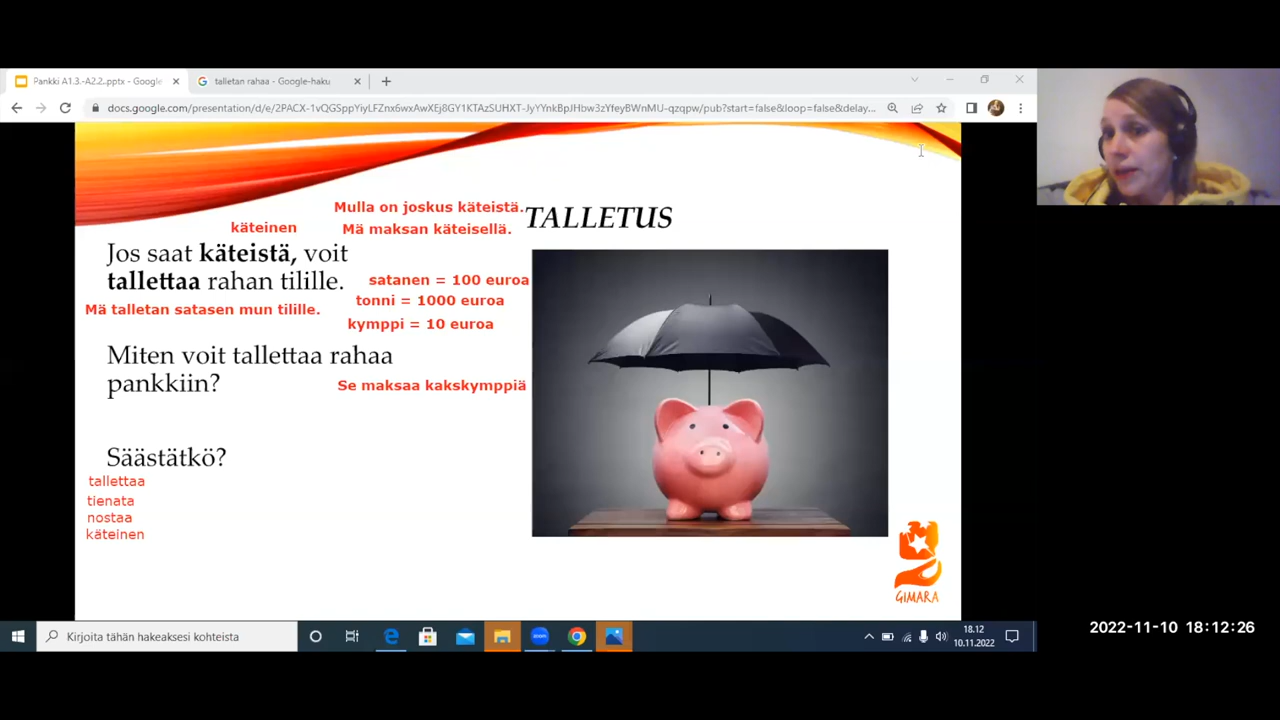 Pankki A1.3.-A2.2..pptx - Google
talletan rahaa - Google-haku
docs.google.com/presentation/d/e/2PACX-1vQGSppYiyLFZnx6wxAwXEj8GY1KTAzSUHXT-JyYYnkBpJHbw3zYfeyBWnMU-qzqpw/pub?start=false&loop=false&delay...
Mulla on joskus käteistä.
TALLETUS
käteinen
Mä maksan käteisellä.
Jos saat käteistä, voit
tallettaa rahan tilille.
satanen = 100 euroa
tonni = 1000 euroa
Mä talletan satasen mun tilille.
kymppi = 10 euroa
Miten voit tallettaa rahaa
pankkiin?
Se maksaa kakskymppiä
Säästätkö?
tallettaa
tienata
nostaa
käteinen
GIMARA
Kirjoita tähän hakeaksesi kohteista
zoom
18.12
10.11.2022
2022-11-10 18:12:26